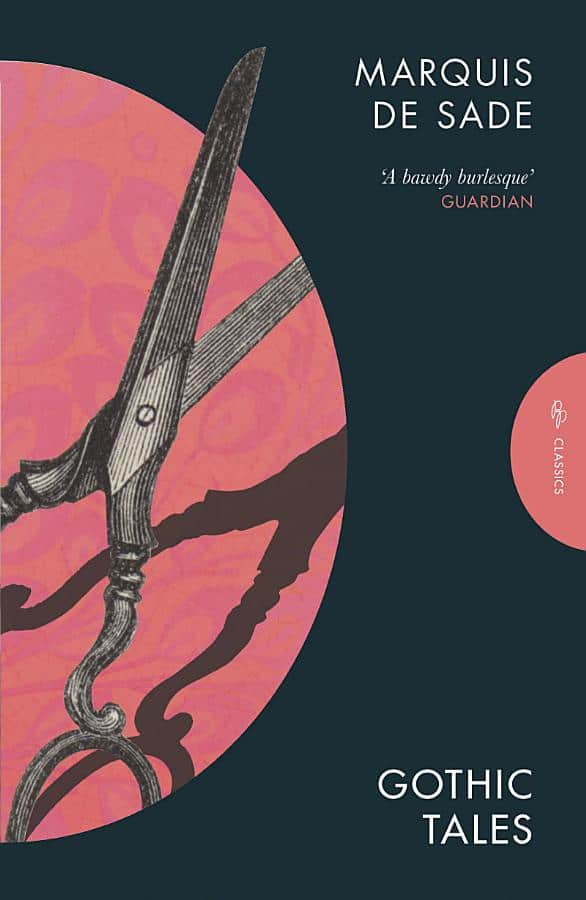 MARQUIS
DE SADE
‘A bawdy burlesque’
GUARDIAN
CLASSICS
GOTHIC
TALES